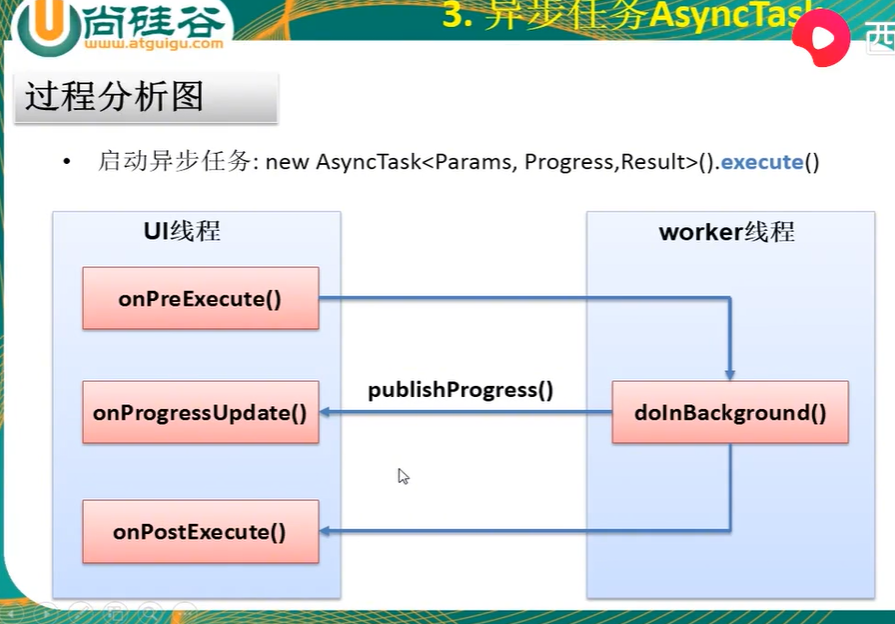 尚硅谷
www.atguigu.com
3. 异步任务AsyncTask
西
过程分析图
• 启动异步任务: new AsyncTask<Params, Progress,Result>().execute()
UI线程
worker线程
onPreExecute()
publishProgress()
onProgressUpdate()
doInBackground()
onPostExecute()